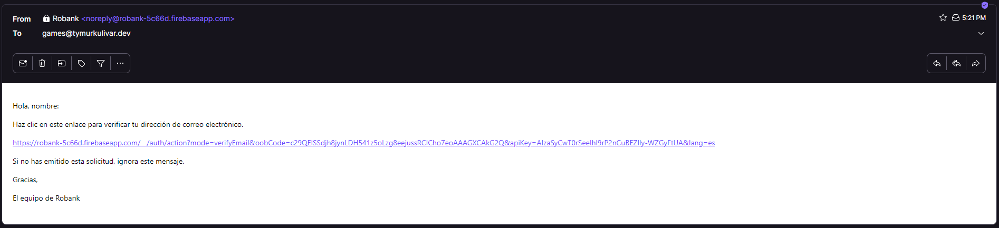 From Robank <noreply@robank-5c66d.firebaseapp.com> 5:21 PM
To games@tymurkulivar.dev
Hola, nombre:
Haz clic en este enlace para verificar tu dirección de correo electrónico.
https://robank-5c66d.firebaseapp.com/__/auth/action?mode=verifyEmail&oobCode=c29QElSSdjh8jynLDH541z5oLzg8eejussRCICho7eoAAAGXCAkG2Q&apiKey=AIzaSyCwT0rSeeIhI9rP2nCuBEZIIy-WZGyFtUA&lang=es
Si no has emitido esta solicitud, ignora este mensaje.
Gracias,
El equipo de Robank